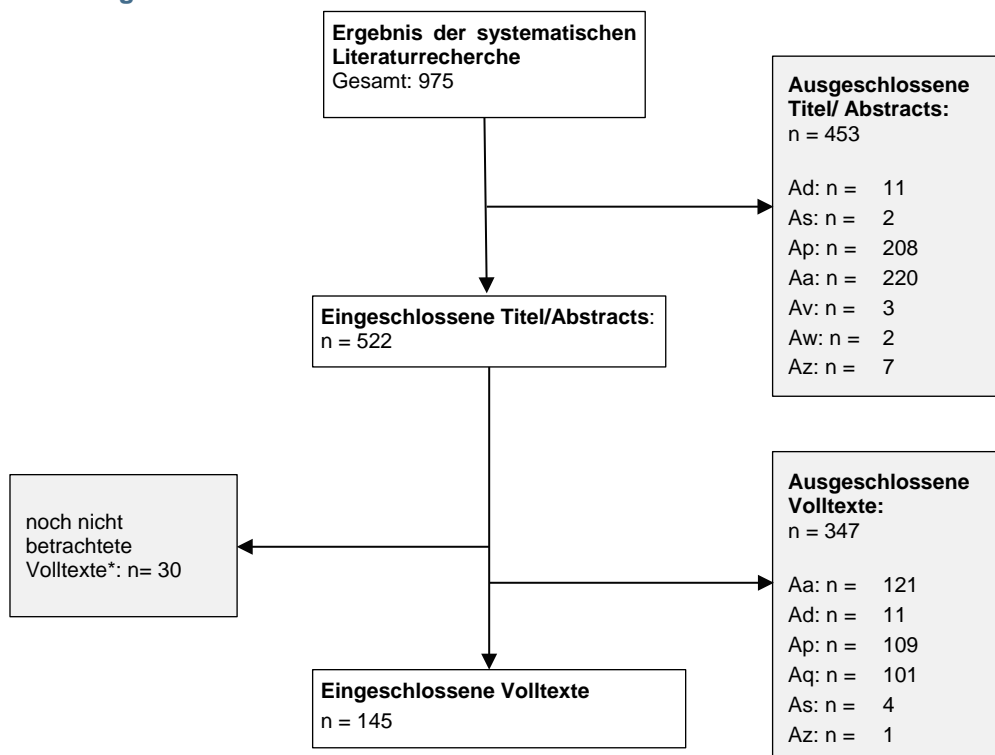 Ergebnis der systematischen
Literaturrecherche
Gesamt: 975
Ausgeschlossene
Titel/ Abstracts:
n = 453
Ad: n = 11
As: n = 2
Ap: n = 208
Aa: n = 220
Av: n = 3
Aw: n = 2
Az: n = 7
Eingeschlossene Titel/Abstracts:
n = 522
noch nicht
betrachtete
Volltexte*: n= 30
Ausgeschlossene
Volltexte:
n = 347
Aa: n = 121
Ad: n = 11
Ap: n = 109
Aq: n = 101
As: n = 4
Az: n = 1
Eingeschlossene Volltexte
n = 145